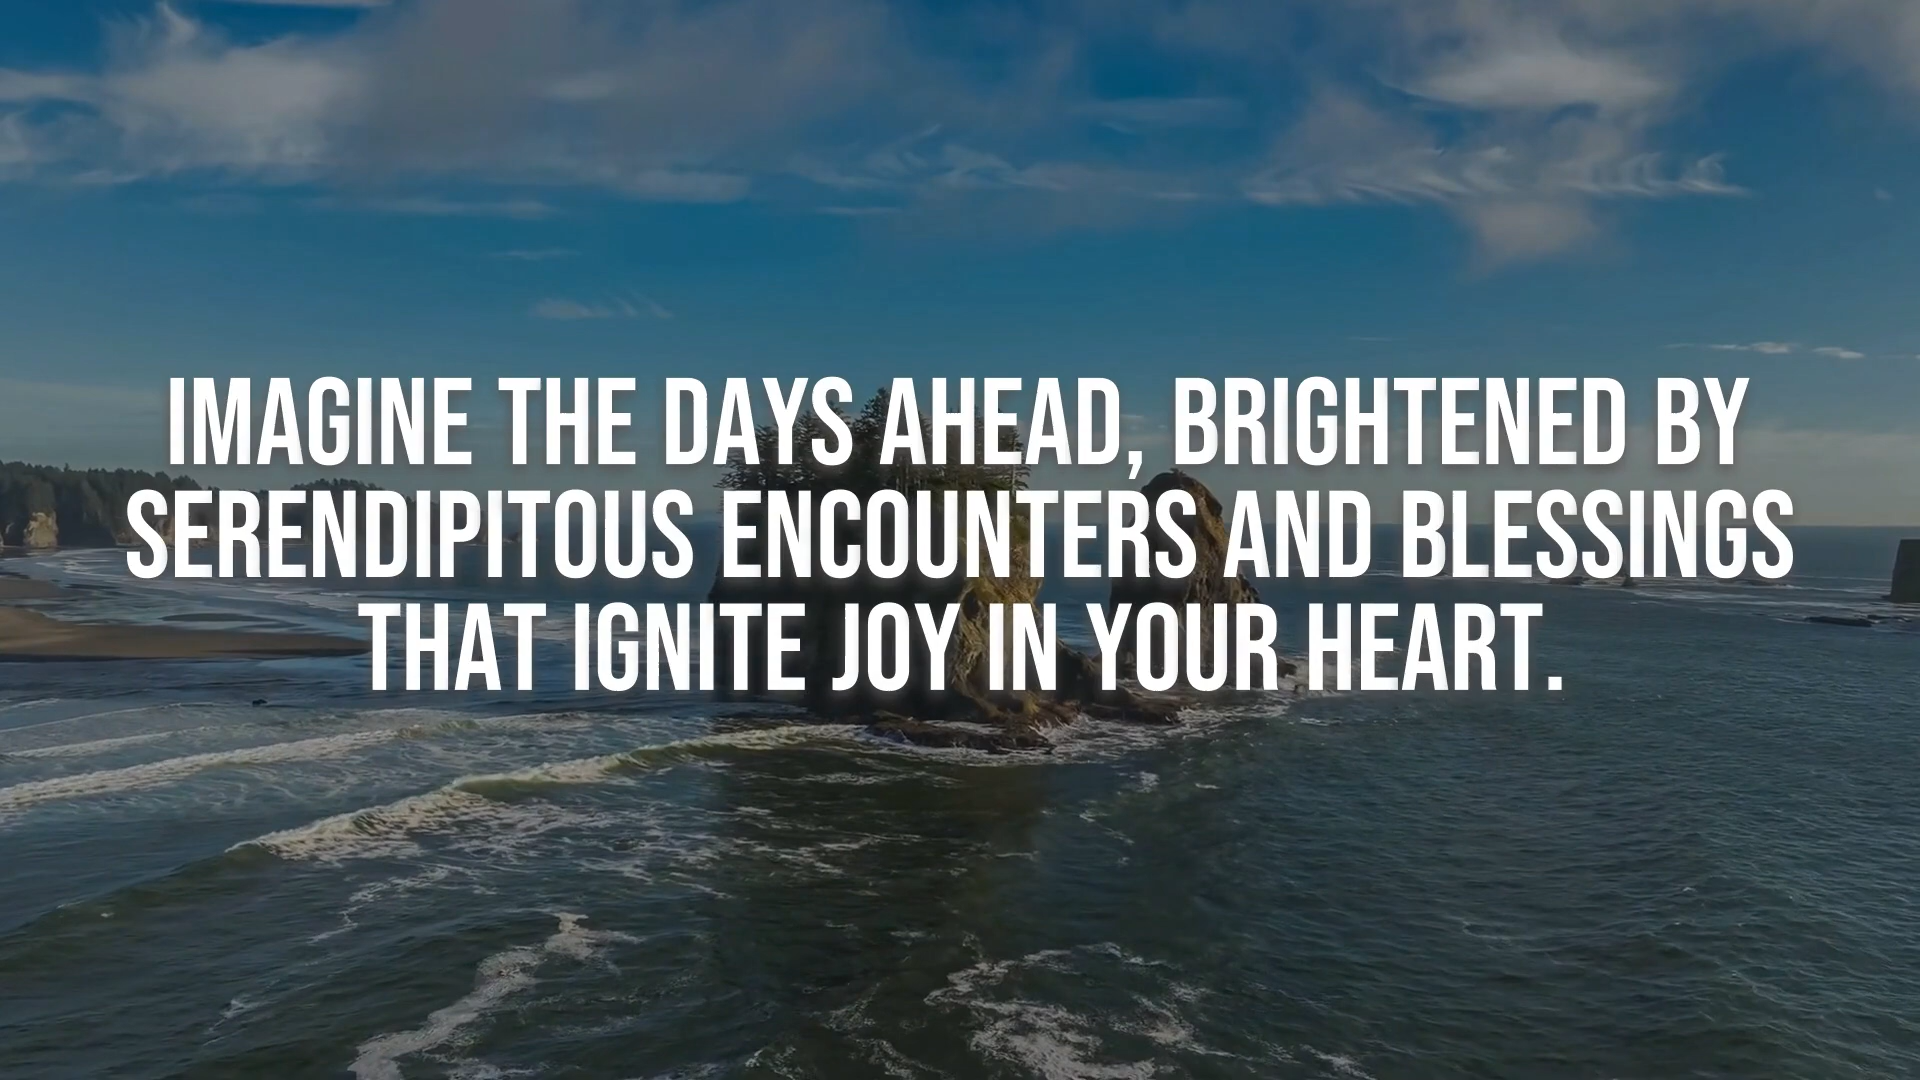 IMAGINE THE DAYS AHEAD, BRIGHTENED BY
SERENDIPITOUS ENCOUNTERS AND BLESSINGS
THAT IGNITE JOY IN YOUR HEART.